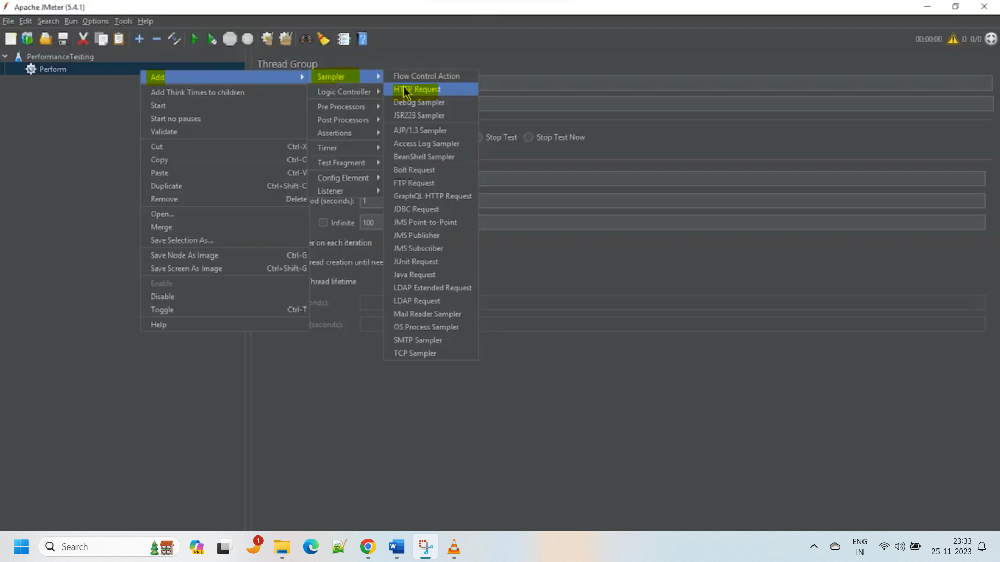 Apache JMeter (5.4.1)
File Edit Search Run Options Tools Help
00:00:00 0 0/0
PerformanceTesting
Perform
Thread Group
Add
Add Think Times to children
Start
Start no pauses
Validate
Cut Ctrl-X
Copy Ctrl-C
Paste Ctrl-V
Duplicate Ctrl+Shift-C
Remove Delete
Open...
Merge
Save Selection As...
Save Node As Image Ctrl-G
Save Screen As Image Ctrl+Shift-G
Enable
Disable
Toggle Ctrl-T
Help
Sampler
Logic Controller
Pre Processors
Post Processors
Assertions
Timer
Test Fragment
Config Element
Listener
Flow Control Action
HTTP Request
Debug Sampler
JSR223 Sampler
AJP/1.3 Sampler
Access Log Sampler
BeanShell Sampler
Bolt Request
FTP Request
GraphQL HTTP Request
JDBC Request
JMS Point-to-Point
JMS Publisher
JMS Subscriber
JUnit Request
Java Request
LDAP Extended Request
LDAP Request
Mail Reader Sampler
OS Process Sampler
SMTP Sampler
TCP Sampler
Stop Test Stop Test Now
od (seconds): 1
Infinite 100
er on each iteration
read creation until nee
hread lifetime
onds):
(seconds):
Search
PRE
1
W
ENG
IN
23:33
25-11-2023